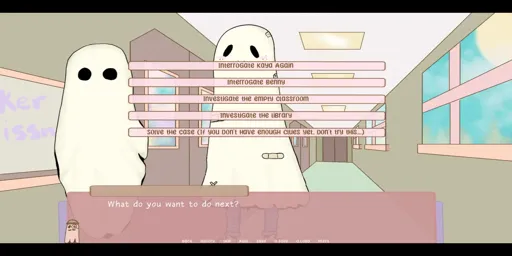 Interrogate Kaya Again
Interrogate Benny
Investigate the empty classroom
Investigate the library
Solve the case (if you don't have enough clues yet, don't try this...)
ker
What do you want to do next?